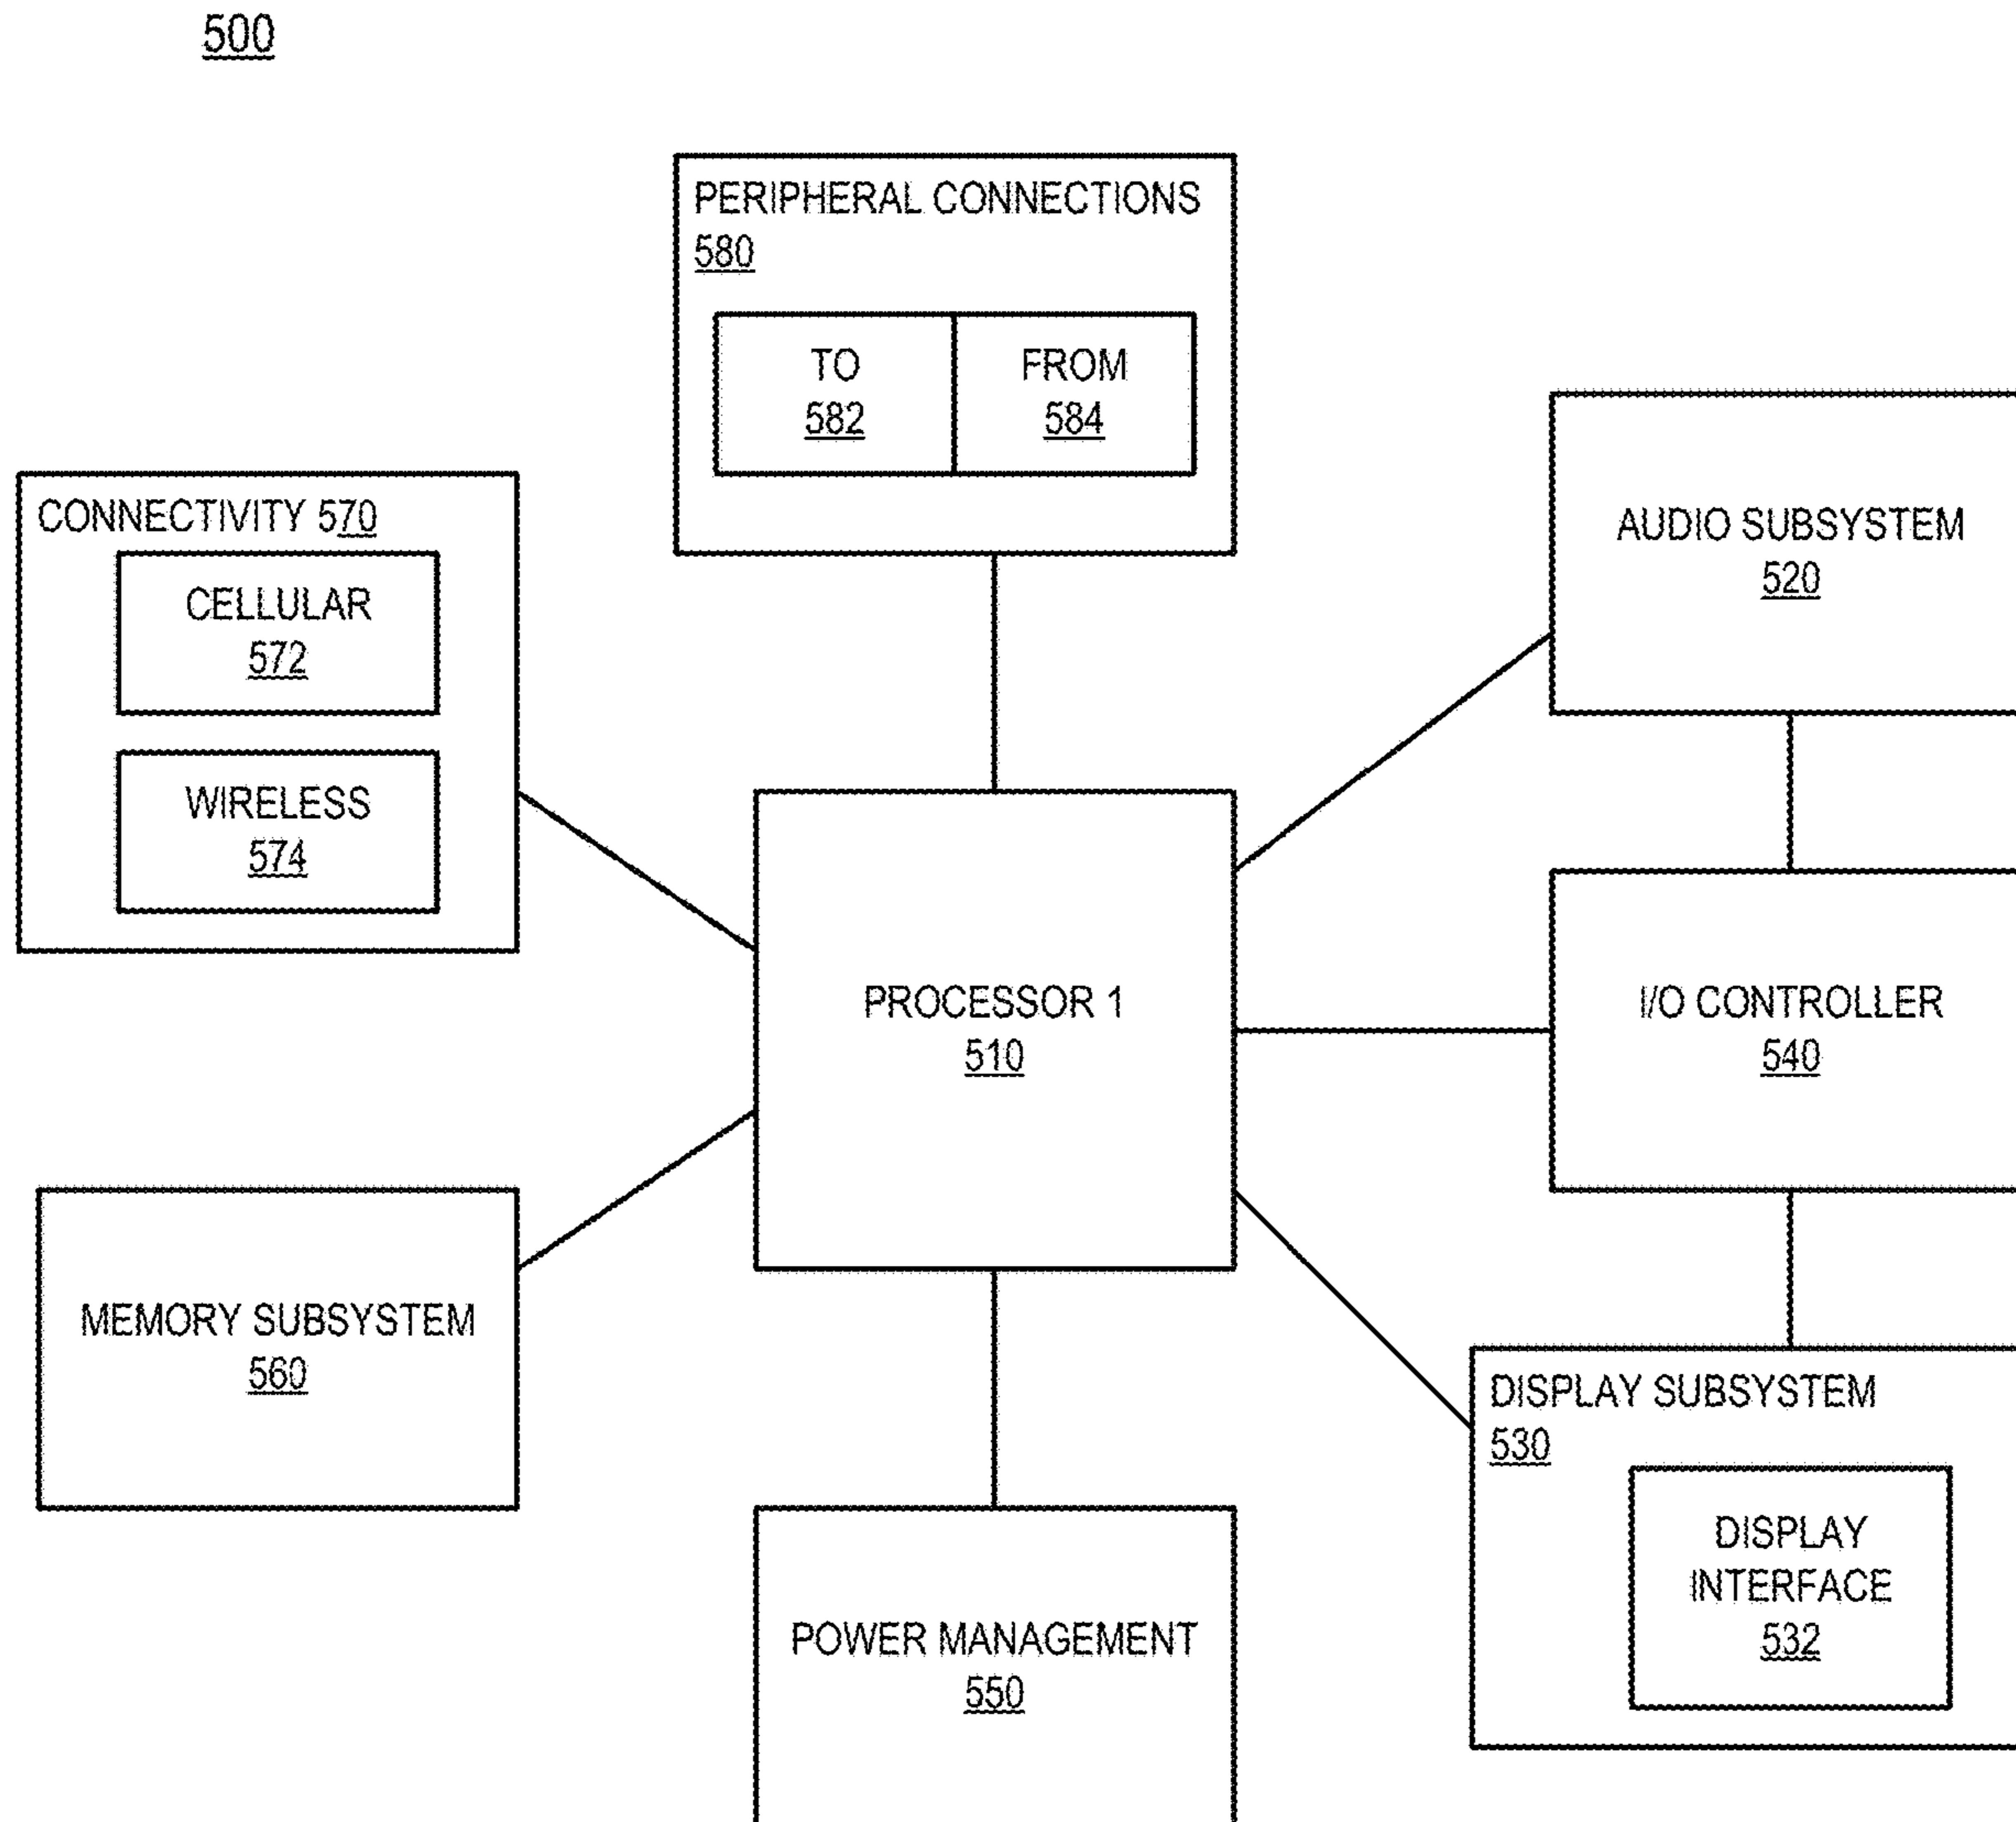 500
PERIPHERAL CONNECTIONS
580
TO
582
FROM
584
CONNECTIVITY 570
CELLULAR
572
WIRELESS
574
AUDIO SUBSYSTEM
520
PROCESSOR 1
510
I/O CONTROLLER
540
MEMORY SUBSYSTEM
560
DISPLAY SUBSYSTEM
530
DISPLAY
INTERFACE
532
POWER MANAGEMENT
550